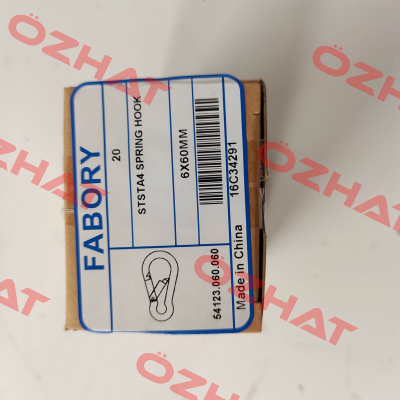 FABORY
20
STSTA4 SPRING HOOK
6X60MM
54123.060.060
16C34291
Made in China
ÖZHAT
ÖZHAT
ÖZHAT
ÖZHAT
ÖZHAT
ÖZHAT
ÖZHAT